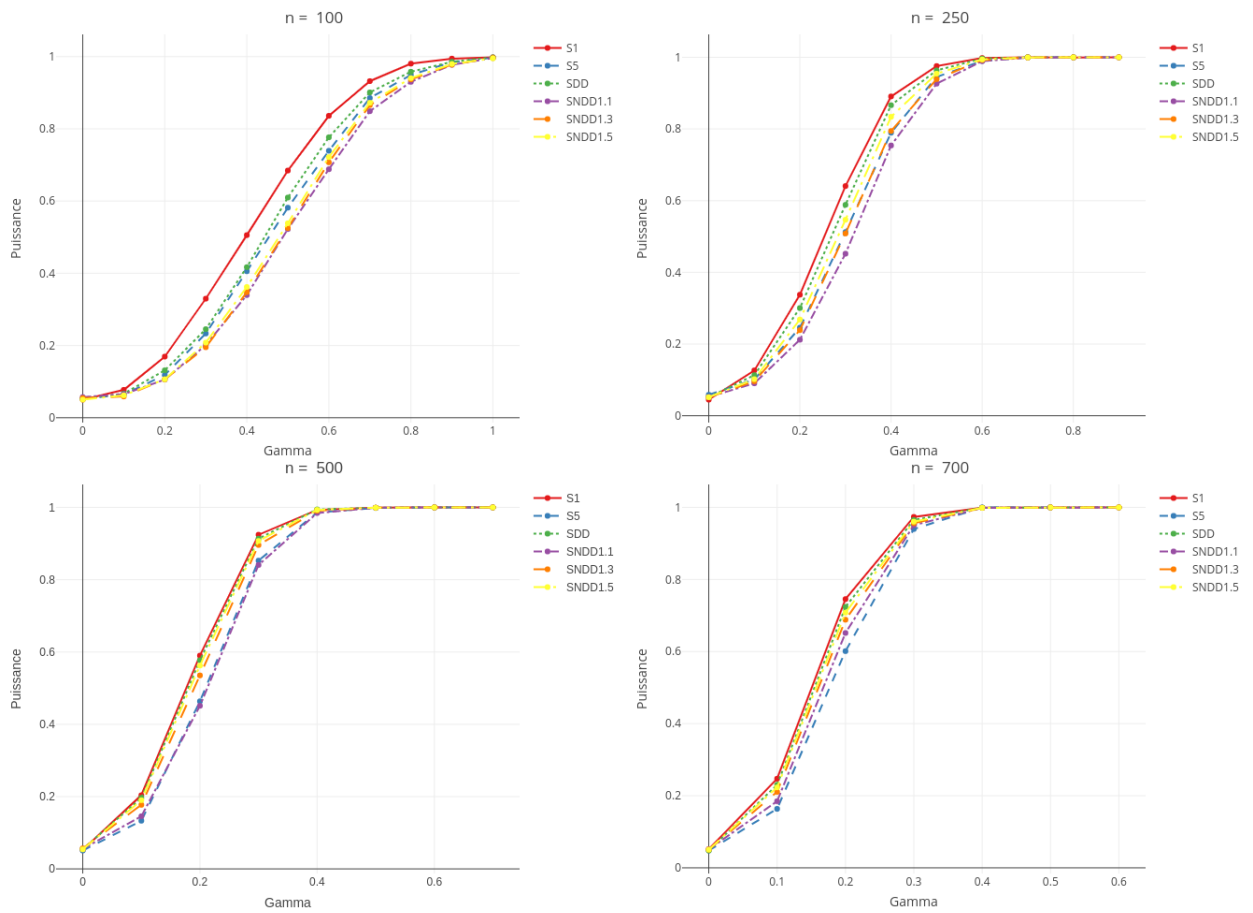 n = 100
1
0.8
0.6
0.4
0.2
0
Puissance
0 0.2 0.4 0.6 0.8 1
Gamma
S1
S5
SDD
SNDD1.1
SNDD1.3
SNDD1.5
n = 250
1
0.8
0.6
0.4
0.2
0
Puissance
0 0.2 0.4 0.6 0.8
Gamma
S1
S5
SDD
SNDD1.1
SNDD1.3
SNDD1.5
n = 500
1
0.8
0.6
0.4
0.2
0
Puissance
0 0.2 0.4 0.6
Gamma
S1
S5
SDD
SNDD1.1
SNDD1.3
SNDD1.5
n = 700
1
0.8
0.6
0.4
0.2
0
Puissance
0 0.1 0.2 0.3 0.4 0.5 0.6
Gamma
S1
S5
SDD
SNDD1.1
SNDD1.3
SNDD1.5